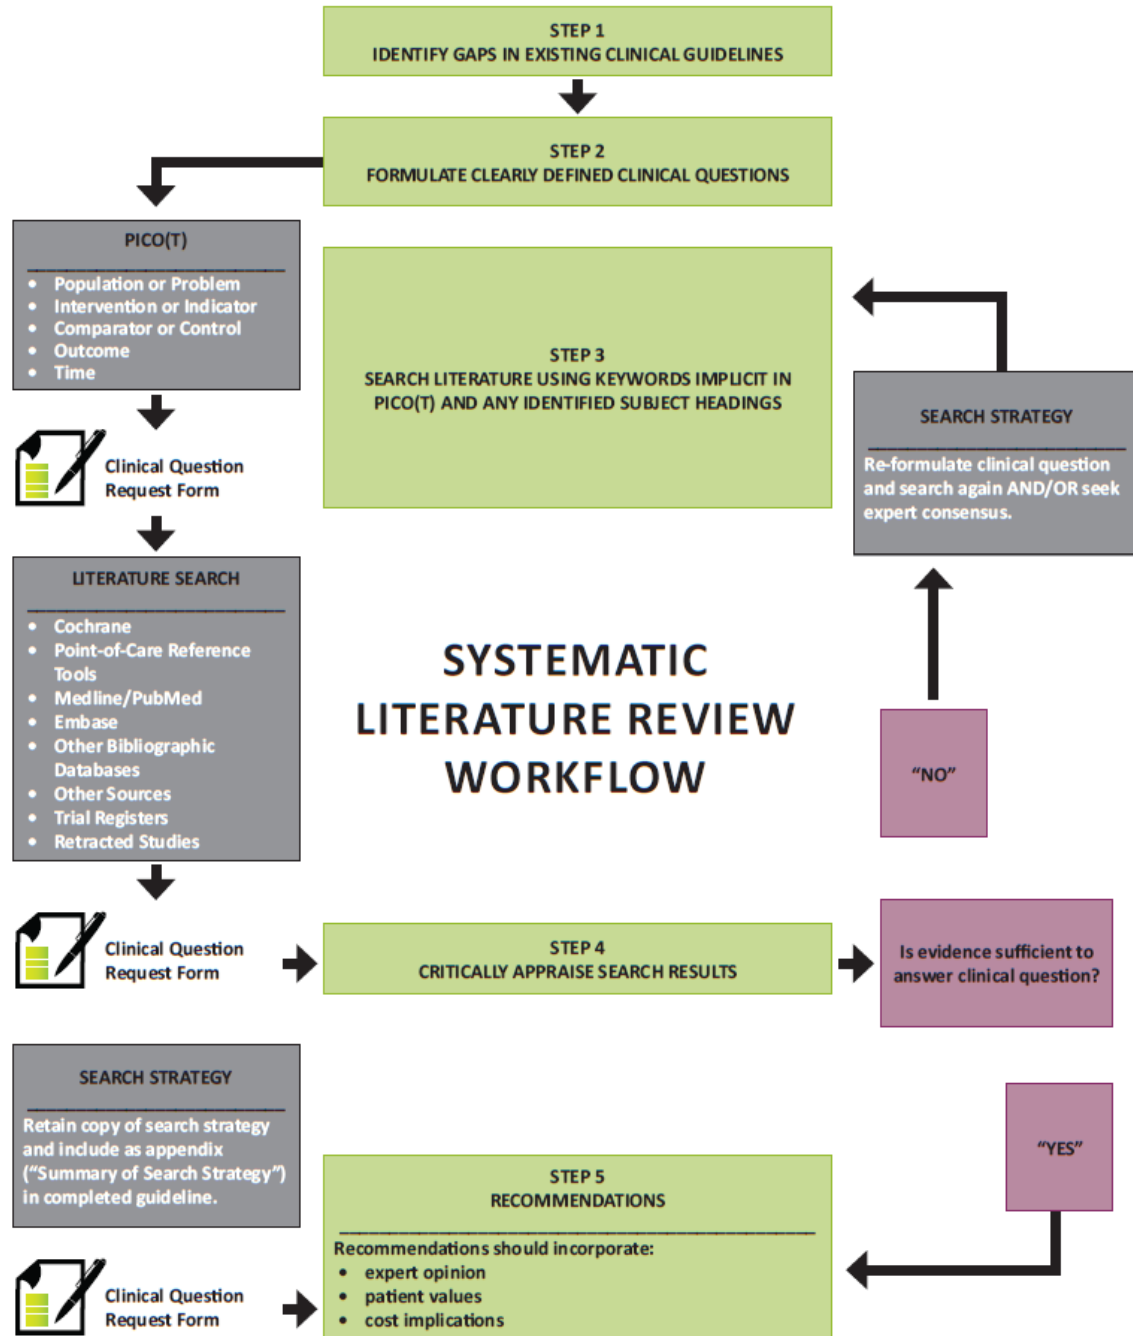 STEP 1
IDENTIFY GAPS IN EXISTING CLINICAL GUIDELINES
STEP 2
FORMULATE CLEARLY DEFINED CLINICAL QUESTIONS
PICO(T)
• Population or Problem
• Intervention or Indicator
• Comparator or Control
• Outcome
• Time
STEP 3
SEARCH LITERATURE USING KEYWORDS IMPLICIT IN
PICO(T) AND ANY IDENTIFIED SUBJECT HEADINGS
SEARCH STRATEGY
Re-formulate clinical question
and search again AND/OR seek
expert consensus.
Clinical Question
Request Form
LITERATURE SEARCH
• Cochrane
• Point-of-Care Reference
Tools
• Medline/PubMed
• Embase
• Other Bibliographic
Databases
• Other Sources
• Trial Registers
• Retracted Studies
SYSTEMATIC
LITERATURE REVIEW
WORKFLOW
“NO”
Clinical Question
Request Form
STEP 4
CRITICALLY APPRAISE SEARCH RESULTS
Is evidence sufficient to
answer clinical question?
SEARCH STRATEGY
Retain copy of search strategy
and include as appendix
(“Summary of Search Strategy”)
in completed guideline.
“YES”
STEP 5
RECOMMENDATIONS
Recommendations should incorporate:
• expert opinion
• patient values
• cost implications
Clinical Question
Request Form